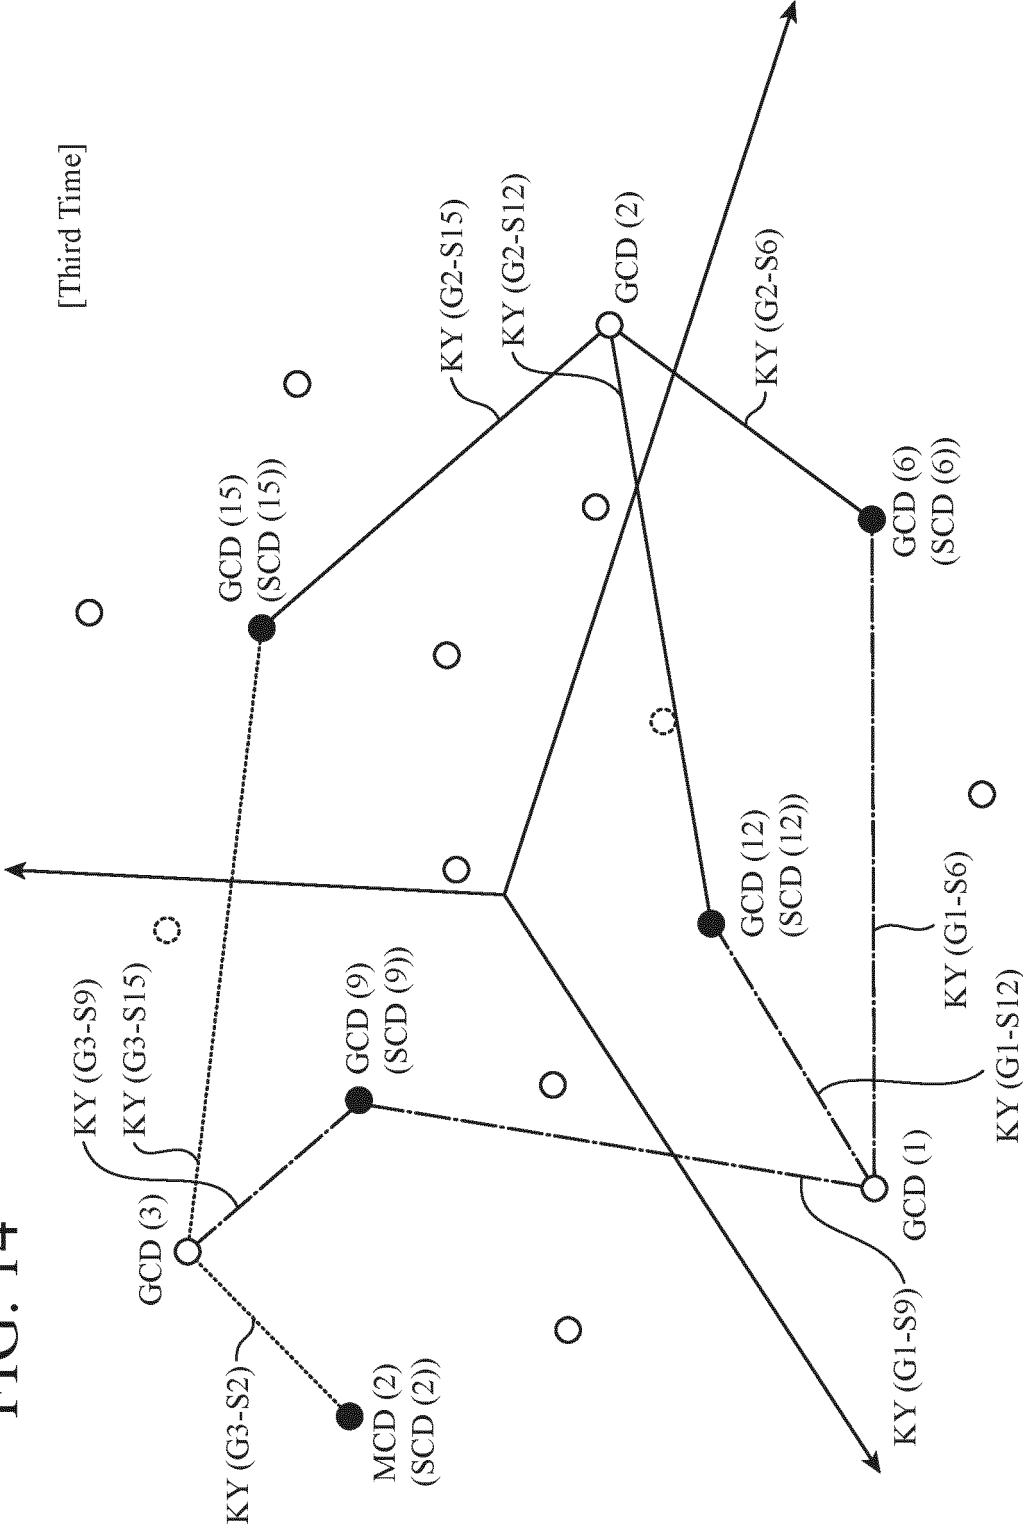 FIG. 14
[Third Time]
KY (G3-S9)
KY (G3-S15)
GCD (3)
KY (G3-S2)
MCD (2)
(SCD (2))
GCD (9)
(SCD (9))
GCD (15)
(SCD (15))
KY (G2-S15)
KY (G2-S12)
GCD (2)
KY (G2-S6)
GCD (6)
(SCD (6))
GCD (12)
(SCD (12))
KY (G1-S6)
KY (G1-S12)
GCD (1)
KY (G1-S9)